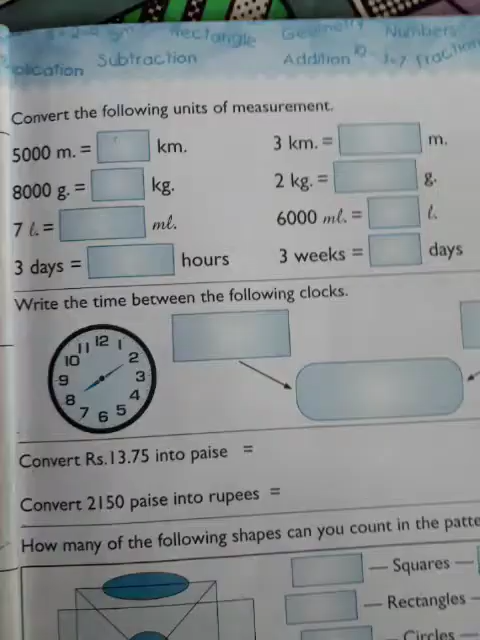 Rectangle Geometry Numbers
Subtraction Addition
Convert the following units of measurement.
5000 m. = km. 3 km. = m.
8000 g. = kg. 2 kg. = g.
7 l. = ml. 6000 ml. = l.
3 days = hours 3 weeks = days
Write the time between the following clocks.
11 12 1
10 2
9 3
8 4
7 6 5
Convert Rs.13.75 into paise =
Convert 2150 paise into rupees =
How many of the following shapes can you count in the
— Squares —
— Rectangles —
— Circles —